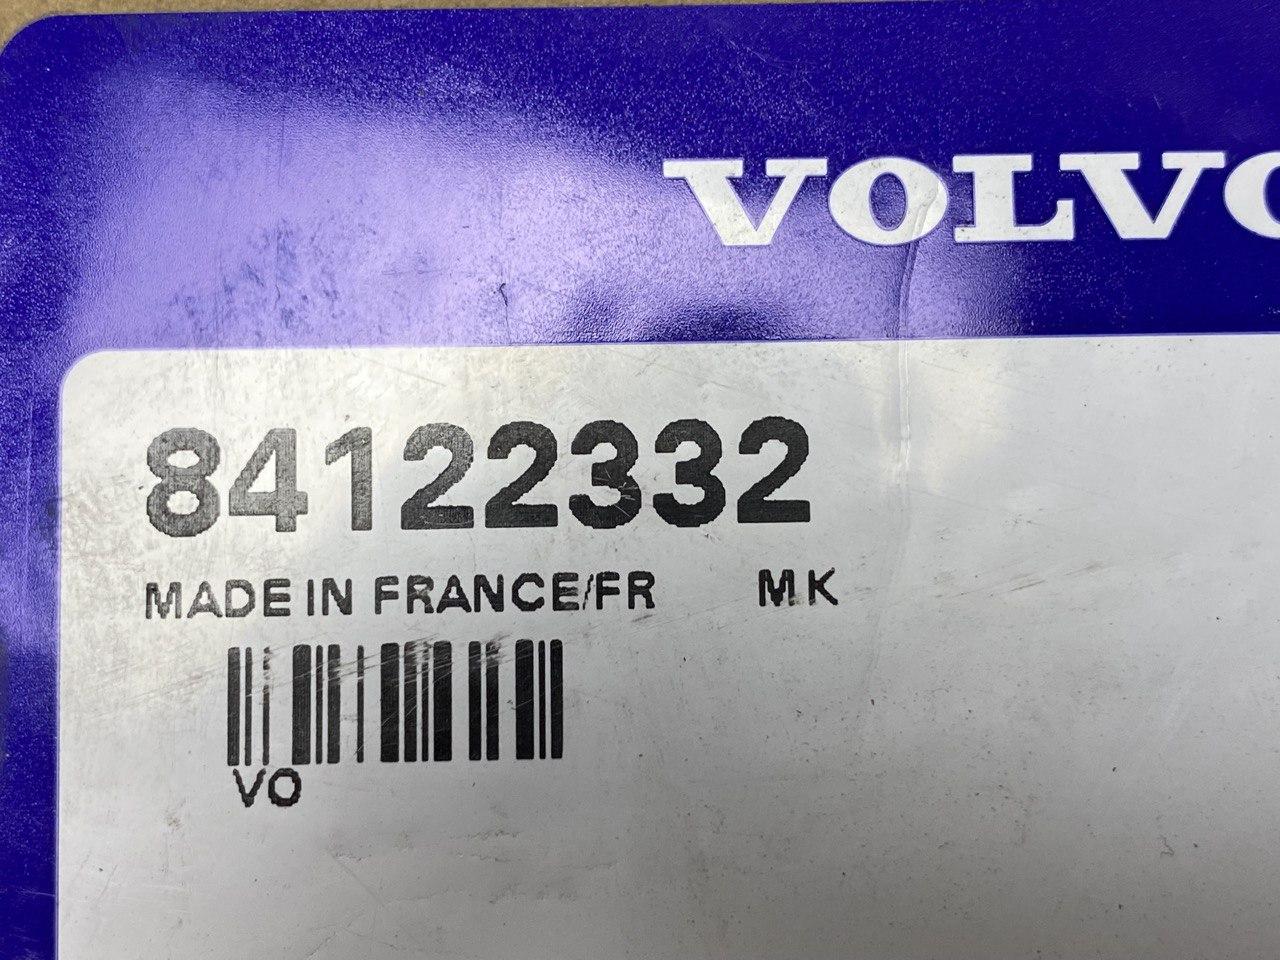 VOLVO
84122332
MADE IN FRANCE/FR MK
VO